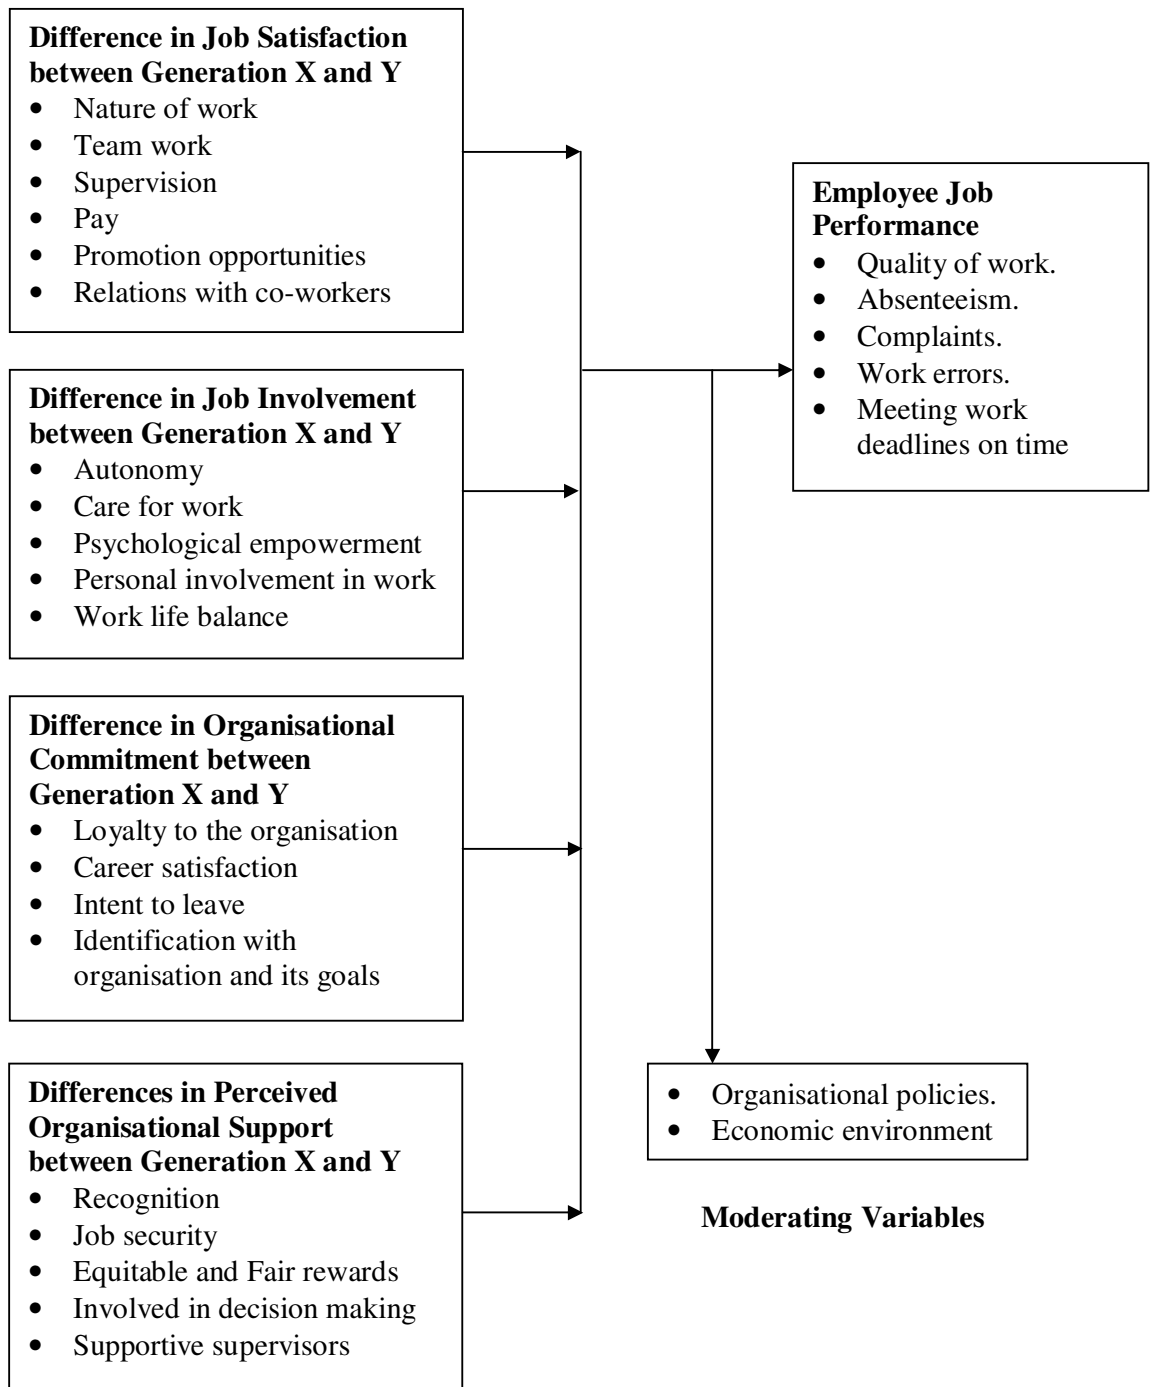 Difference in Job Satisfaction
between Generation X and Y
• Nature of work
• Team work
• Supervision
• Pay
• Promotion opportunities
• Relations with co-workers
Difference in Job Involvement
between Generation X and Y
• Autonomy
• Care for work
• Psychological empowerment
• Personal involvement in work
• Work life balance
Difference in Organisational
Commitment between
Generation X and Y
• Loyalty to the organisation
• Career satisfaction
• Intent to leave
• Identification with
organisation and its goals
Differences in Perceived
Organisational Support
between Generation X and Y
• Recognition
• Job security
• Equitable and Fair rewards
• Involved in decision making
• Supportive supervisors
Employee Job
Performance
• Quality of work.
• Absenteeism.
• Complaints.
• Work errors.
• Meeting work
deadlines on time
• Organisational policies.
• Economic environment
Moderating Variables